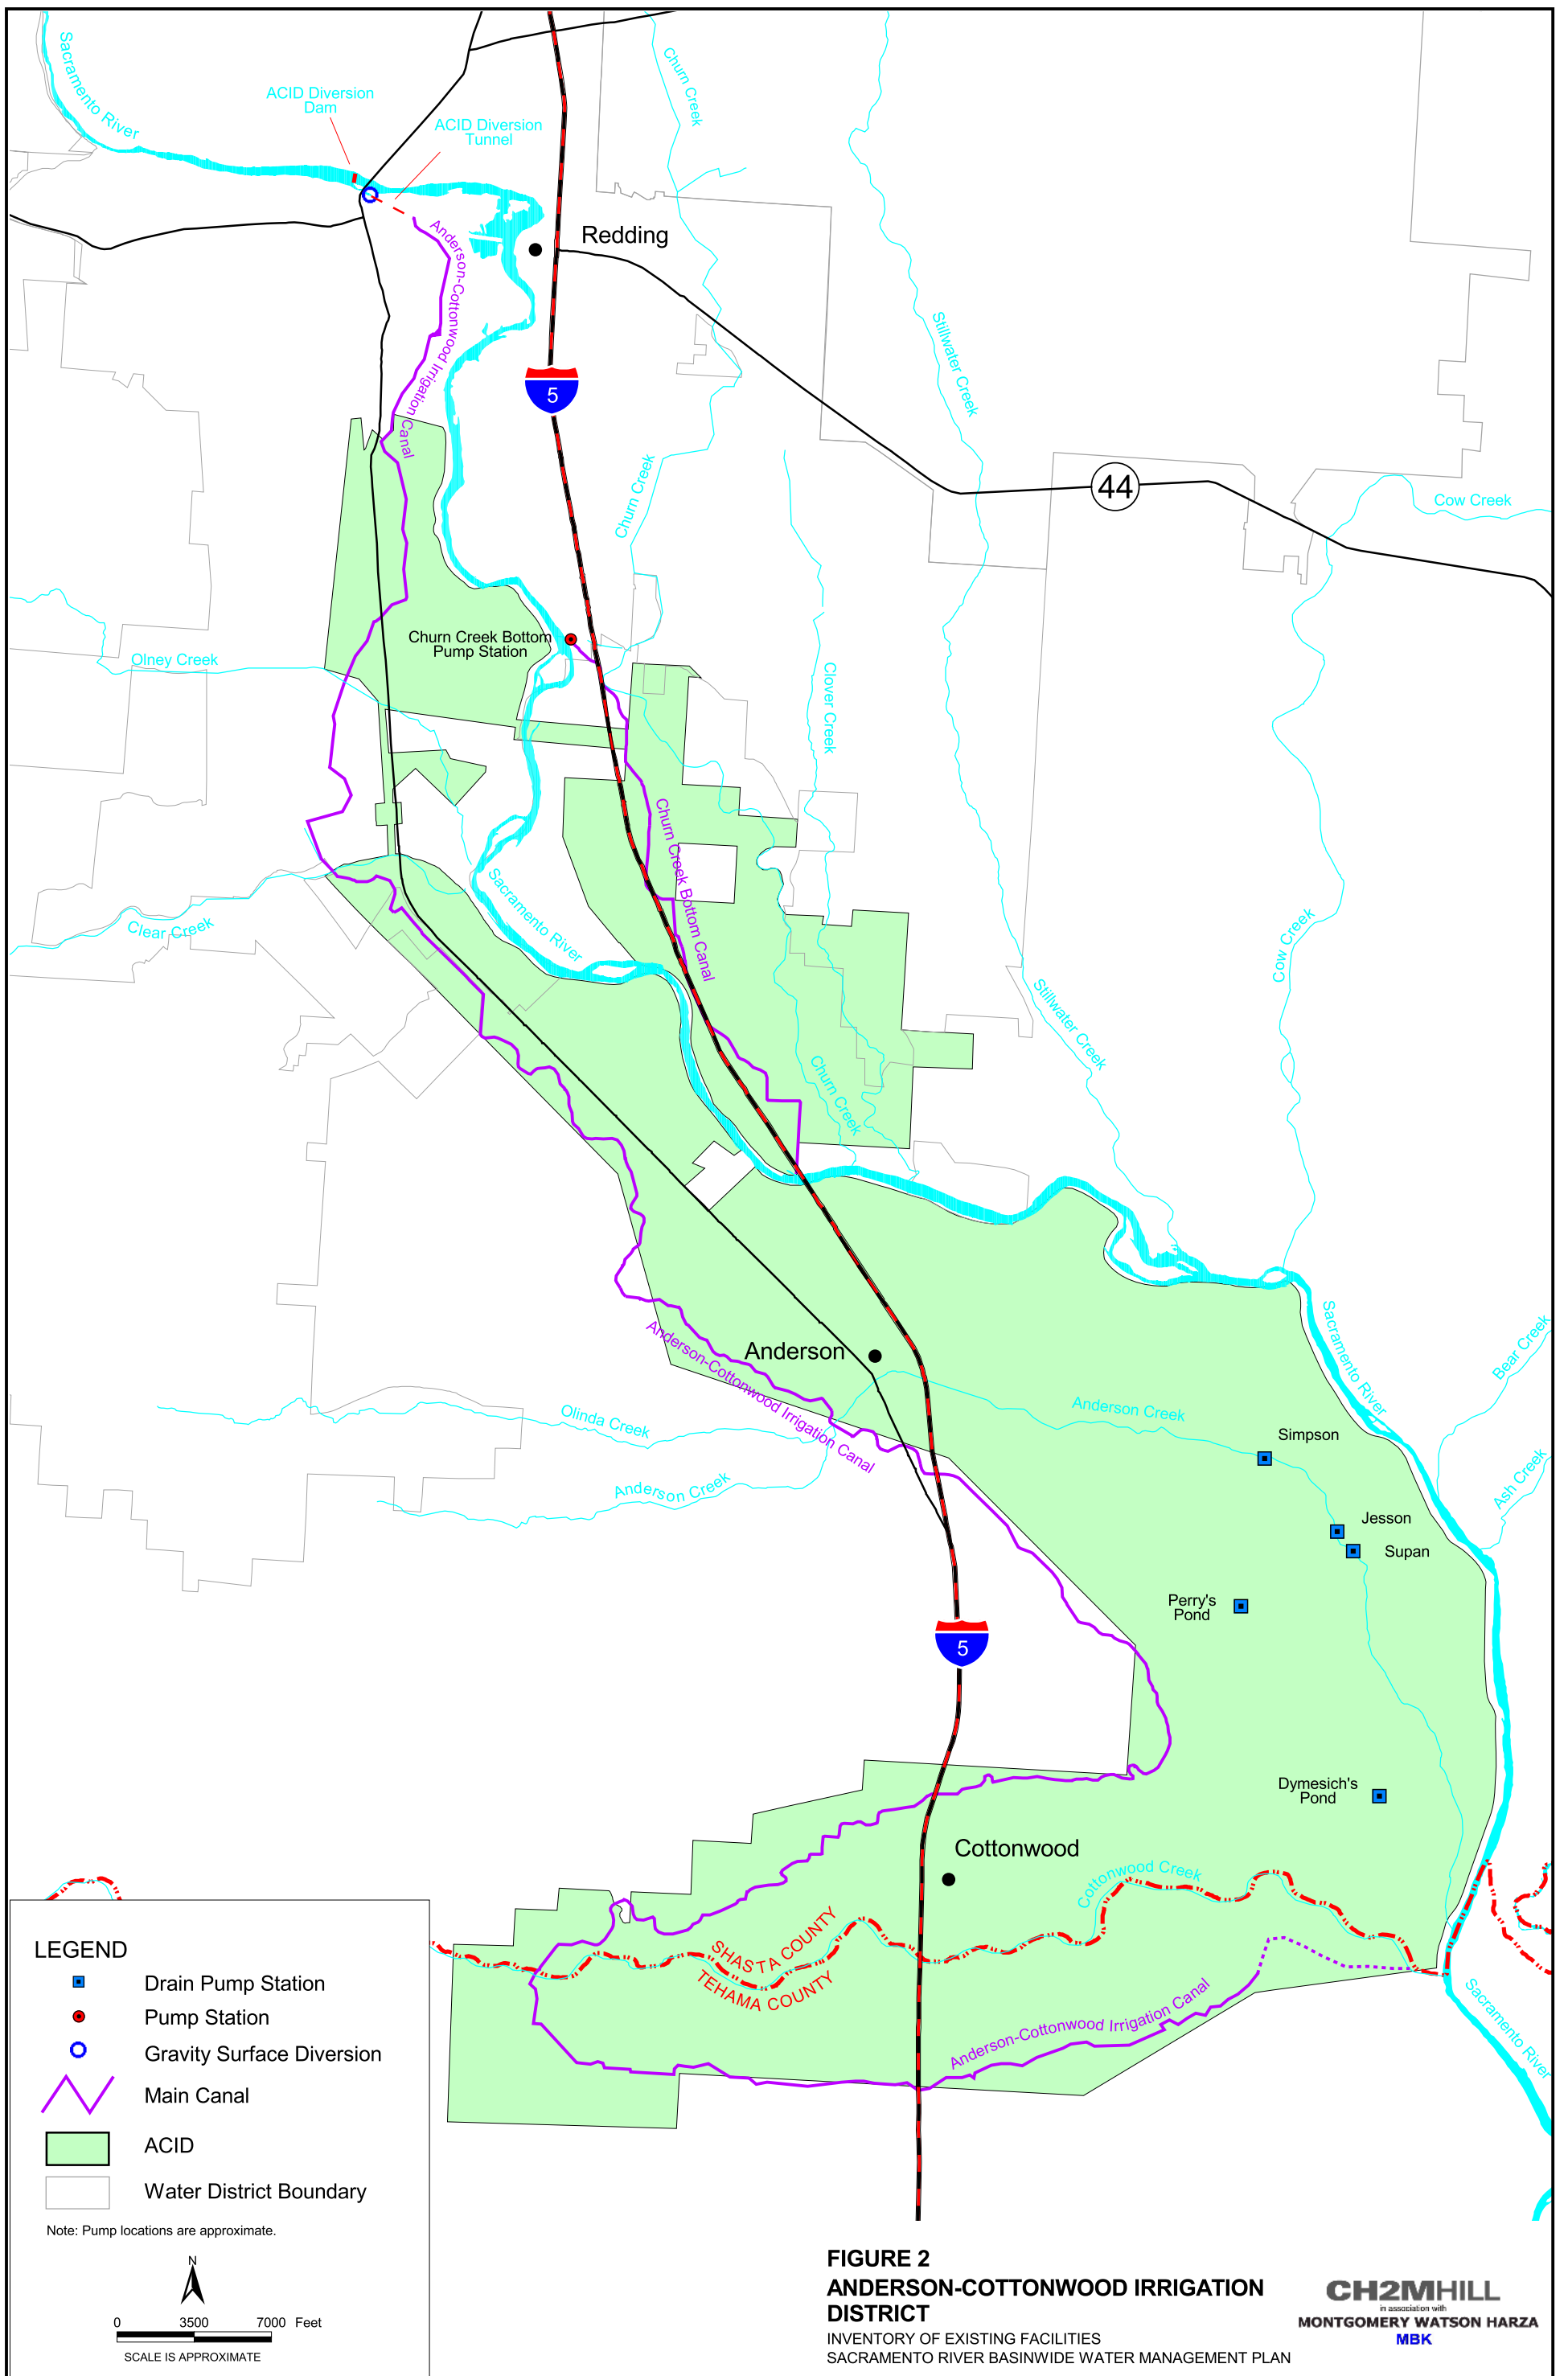 Sacramento River
ACID Diversion
Dam
ACID Diversion
Tunnel
Churn Creek
Redding
Anderson-Cottonwood Irrigation Canal
Stillwater Creek
5
44
Cow Creek
Churn Creek
Churn Creek Bottom
Pump Station
Olney Creek
Clover Creek
Churn Creek Bottom Canal
Sacramento River
Clear Creek
Cow Creek
Stillwater Creek
Churn Creek
Sacramento River
Bear Creek
Anderson
Anderson-Cottonwood Irrigation Canal
Anderson Creek
Olinda Creek
Simpson
Ash Creek
Anderson Creek
Jesson
Supan
Perry's
Pond
5
Dymesich's
Pond
Cottonwood
Cottonwood Creek
SHASTA COUNTY
TEHAMA COUNTY
Anderson-Cottonwood Irrigation Canal
Sacramento River
LEGEND
Drain Pump Station
Pump Station
Gravity Surface Diversion
Main Canal
ACID
Water District Boundary
Note: Pump locations are approximate.
N
0 3500 7000 Feet
SCALE IS APPROXIMATE
FIGURE 2
ANDERSON-COTTONWOOD IRRIGATION
DISTRICT
INVENTORY OF EXISTING FACILITIES
SACRAMENTO RIVER BASINWIDE WATER MANAGEMENT PLAN
CH2MHILL
in association with
MONTGOMERY WATSON HARZA
MBK